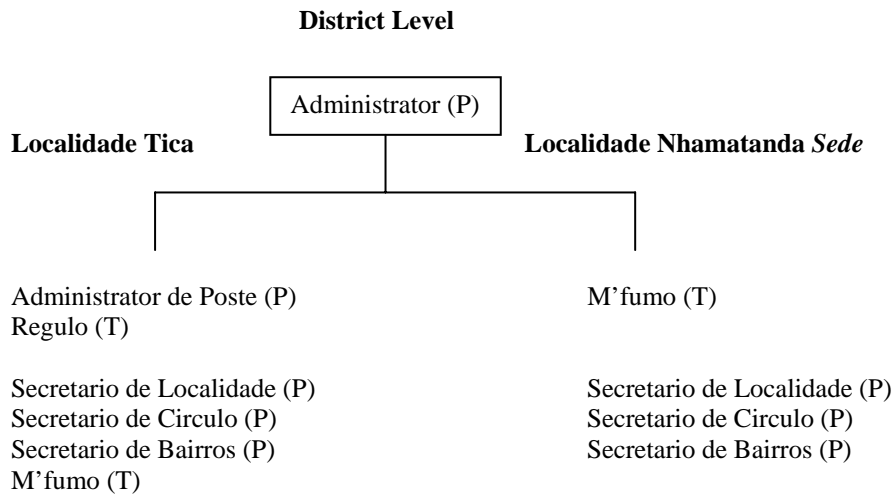 District Level
Administrator (P)
Localidade Tica
Localidade Nhamatanda Sede
Administrator de Poste (P)
Regulo (T)
Secretario de Localidade (P)
Secretario de Circulo (P)
Secretario de Bairros (P)
M’fumo (T)
M’fumo (T)
Secretario de Localidade (P)
Secretario de Circulo (P)
Secretario de Bairros (P)